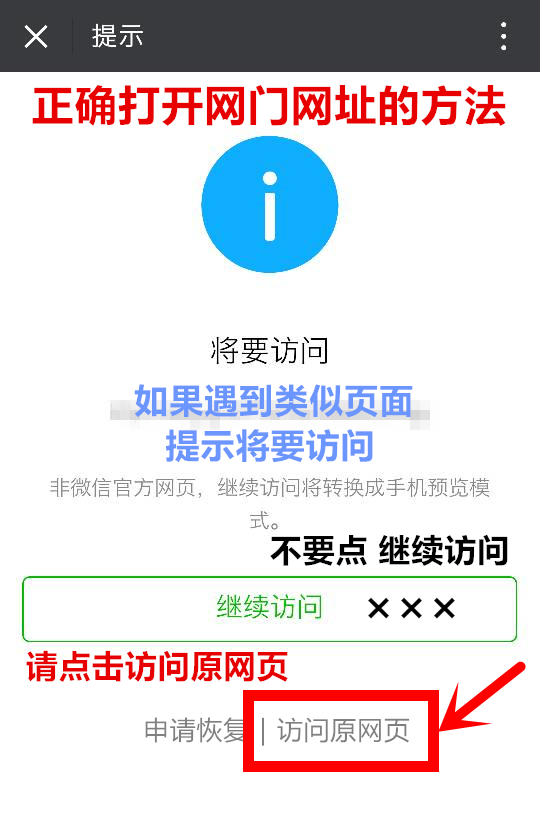 提示
正确打开网门网址的方法
将要访问
如果遇到类似页面
提示将要访问
非微信官方网页，继续访问将转换成手机预览模
式。
不要点 继续访问
继续访问 ×××
请点击访问原网页
申请恢复 | 访问原网页